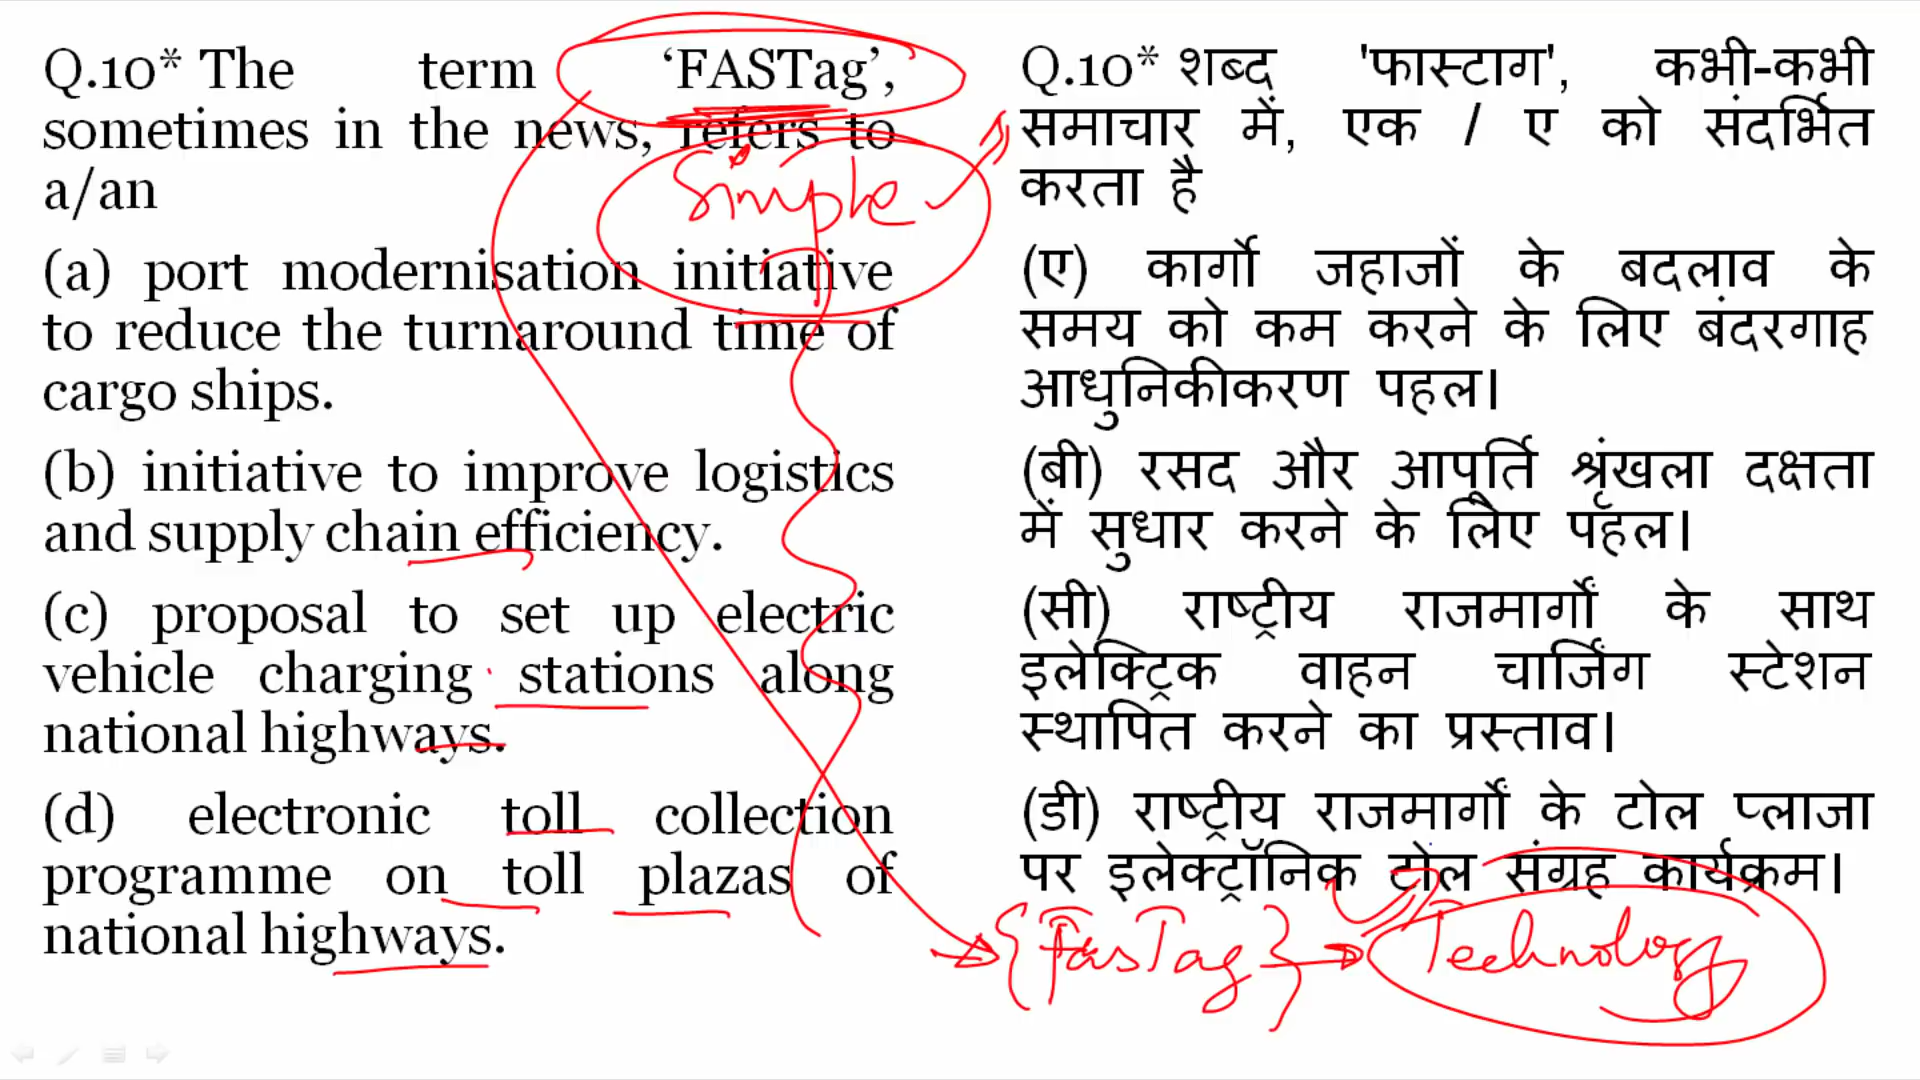 Q.10* The term ‘FASTag’,
sometimes in the news, refers to
a/an
(a) port modernisation initiative
to reduce the turnaround time of
cargo ships.
(b) initiative to improve logistics
and supply chain efficiency.
(c) proposal to set up electric
vehicle charging stations along
national highways.
(d) electronic toll collection
programme on toll plazas of
national highways.
Simple
Q.10* शब्द 'फास्टाग', कभी-कभी
समाचार में, एक / ए को संदर्भित
करता है
(ए) कार्गो जहाजों के बदलाव के
समय को कम करने के लिए बंदरगाह
आधुनिकीकरण पहल।
(बी) रसद और आपूर्ति श्रृंखला दक्षता
में सुधार करने के लिए पहल।
(सी) राष्ट्रीय राजमार्गों के साथ
इलेक्ट्रिक वाहन चार्जिंग स्टेशन
स्थापित करने का प्रस्ताव।
(डी) राष्ट्रीय राजमार्गों के टोल प्लाजा
पर इलेक्ट्रॉनिक टोल संग्रह कार्यक्रम।
{FasTag} Technology